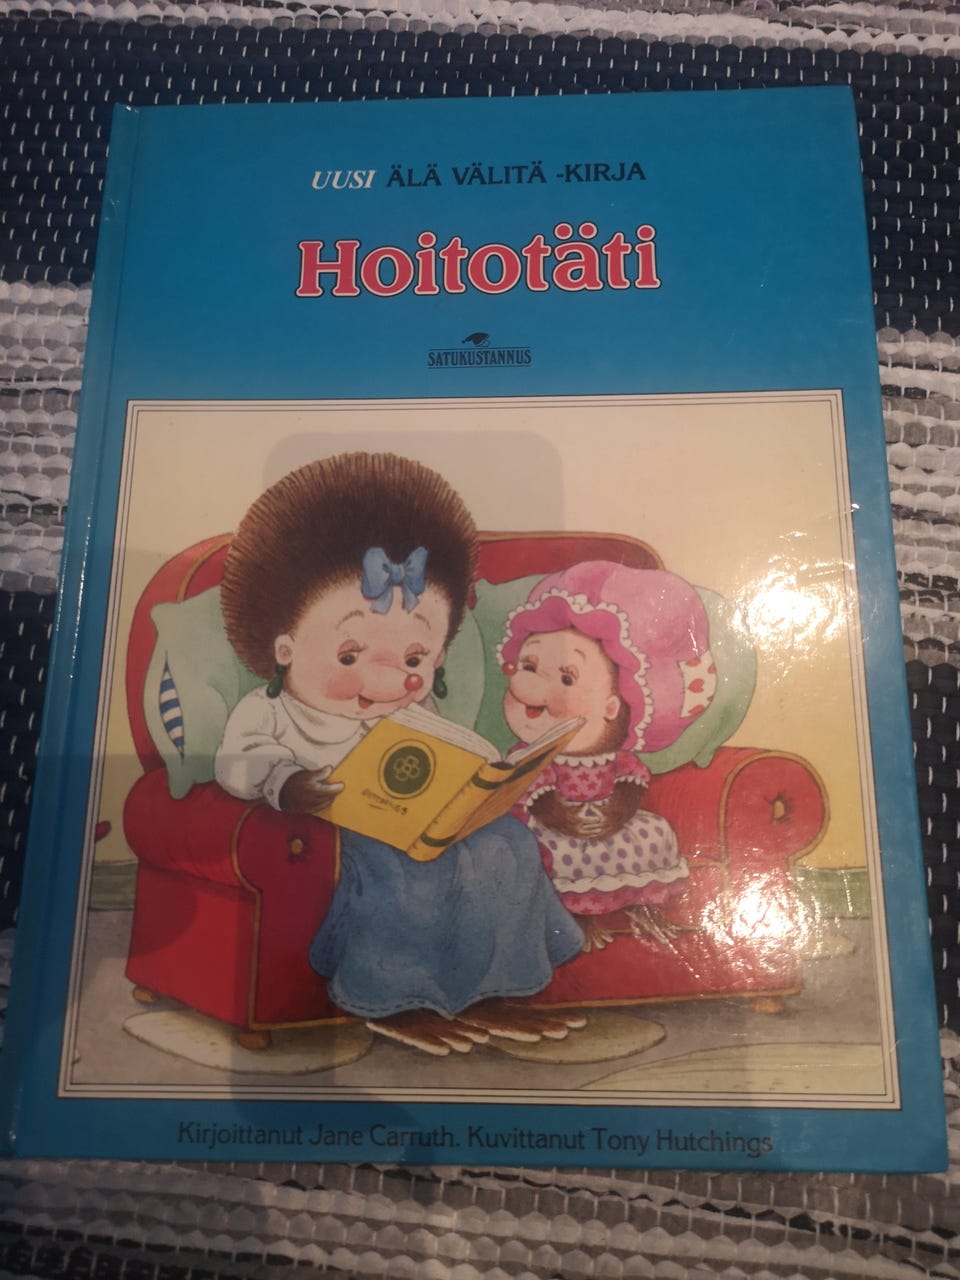 UUSI ÄLÄ VÄLITÄ -KIRJA
Hoitotäti
SATUKUSTANNUS
Kirjoittanut Jane Carruth. Kuvittanut Tony Hutchings